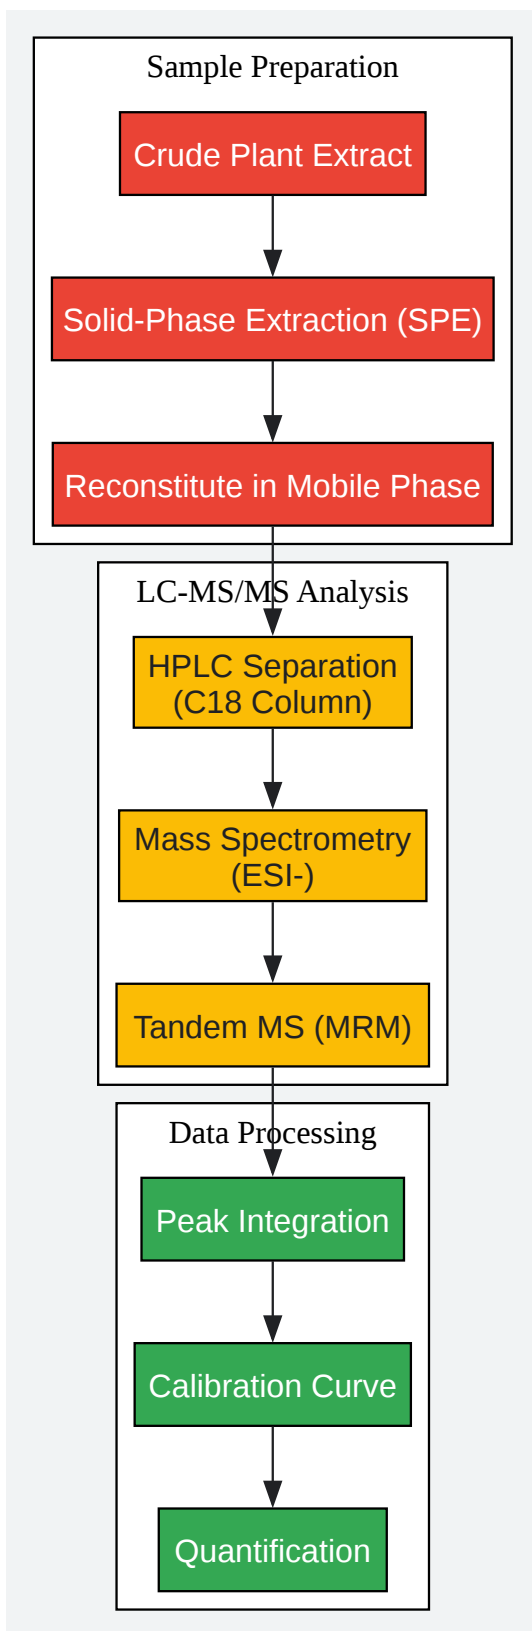 Sample Preparation
Crude Plant Extract
Solid-Phase Extraction (SPE)
Reconstitute in Mobile Phase
LC-MS/MS Analysis
HPLC Separation
(C18 Column)
Mass Spectrometry
(ESI-)
Tandem MS (MRM)
Data Processing
Peak Integration
Calibration Curve
Quantification